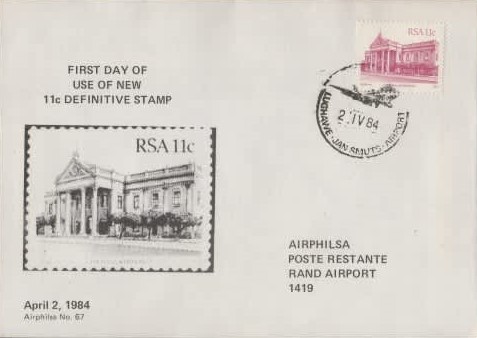 FIRST DAY OF
USE OF NEW
11c DEFINITIVE STAMP
RSA 11c
RSA 11c
LUGHAWE · JAN SMUTS · AIRPORT
2.IV 84
AIRPHILSA
POSTE RESTANTE
RAND AIRPORT
1419
April 2, 1984
Airphilsa No. 67